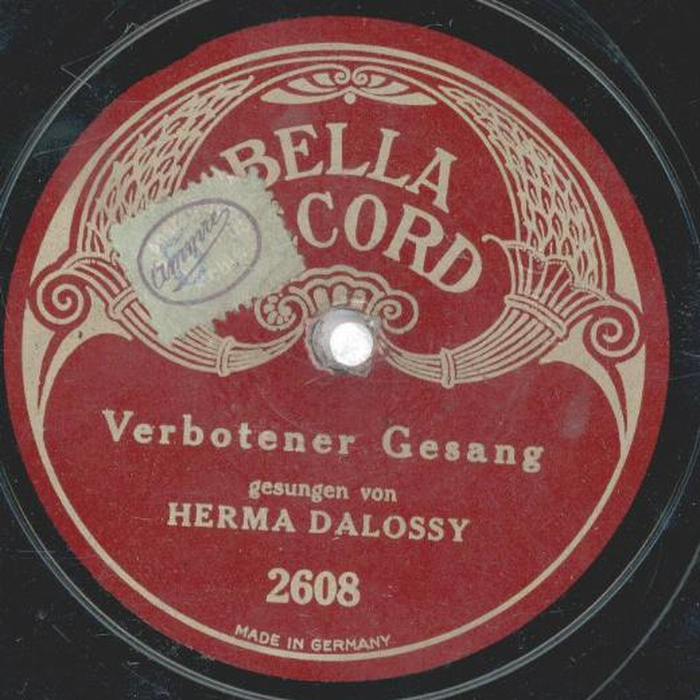 BELLA
CORD
Verbotener Gesang
gesungen von
HERMA DALOSSY
2608
MADE IN GERMANY